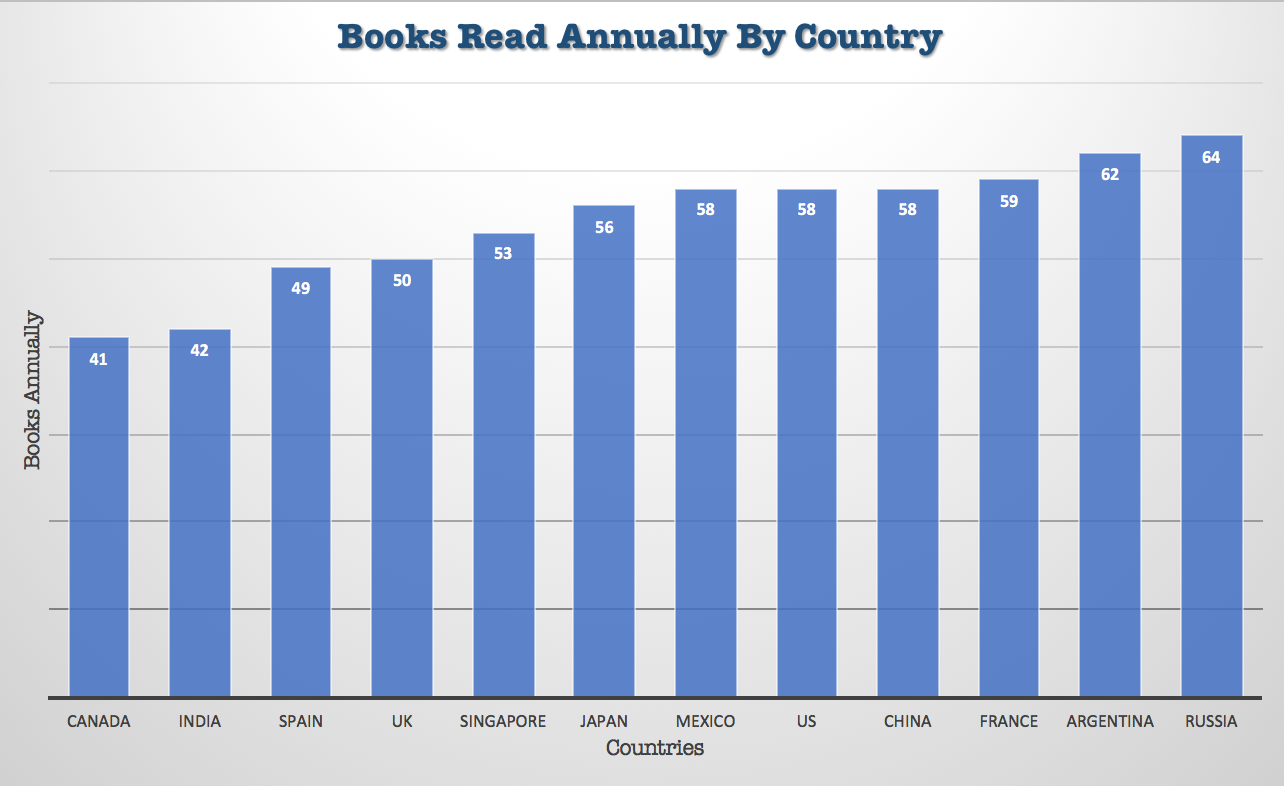 Books Read Annually By Country
Books Annually
41 42 49 50 53 56 58 58 58 59 62 64
CANADA INDIA SPAIN UK SINGAPORE JAPAN MEXICO US CHINA FRANCE ARGENTINA RUSSIA
Countries